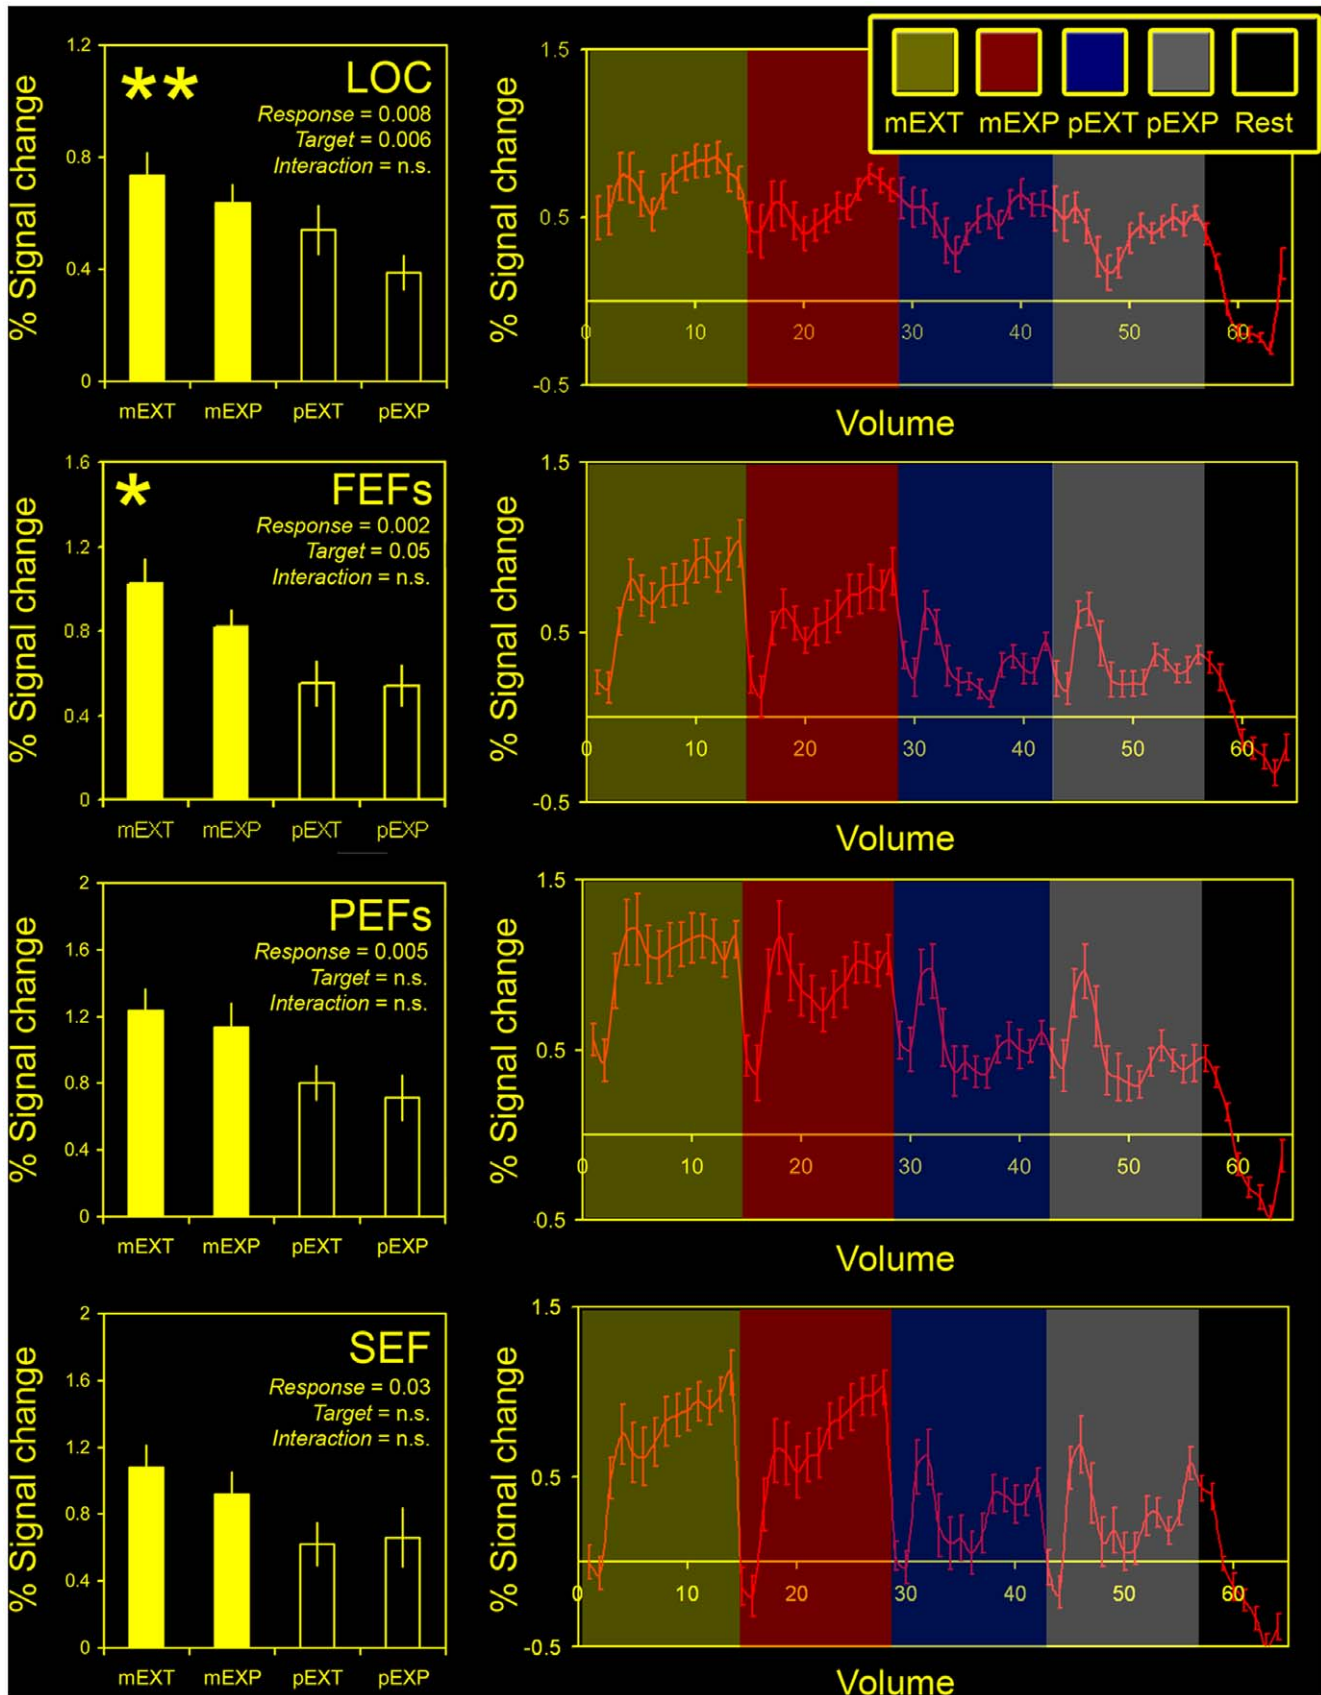 mEXT mEXP pEXT pEXP Rest
LOC
Response = 0.008
Target = 0.006
Interaction = n.s.
% Signal change
1.2
0.8
0.4
0
mEXT mEXP pEXT pEXP
% Signal change
1.5
0.5
-0.5
0 10 20 30 40 50 60
Volume
FEFs
Response = 0.002
Target = 0.05
Interaction = n.s.
% Signal change
1.6
1.2
0.8
0.4
0
mEXT mEXP pEXT pEXP
% Signal change
1.5
0.5
-0.5
0 10 20 30 40 50 60
Volume
PEFs
Response = 0.005
Target = n.s.
Interaction = n.s.
% Signal change
2
1.6
1.2
0.8
0.4
0
mEXT mEXP pEXT pEXP
% Signal change
1.5
0.5
-0.5
0 10 20 30 40 50 60
Volume
SEF
Response = 0.03
Target = n.s.
Interaction = n.s.
% Signal change
2
1.6
1.2
0.8
0.4
0
mEXT mEXP pEXT pEXP
% Signal change
1.5
0.5
-0.5
0 10 20 30 40 50 60
Volume